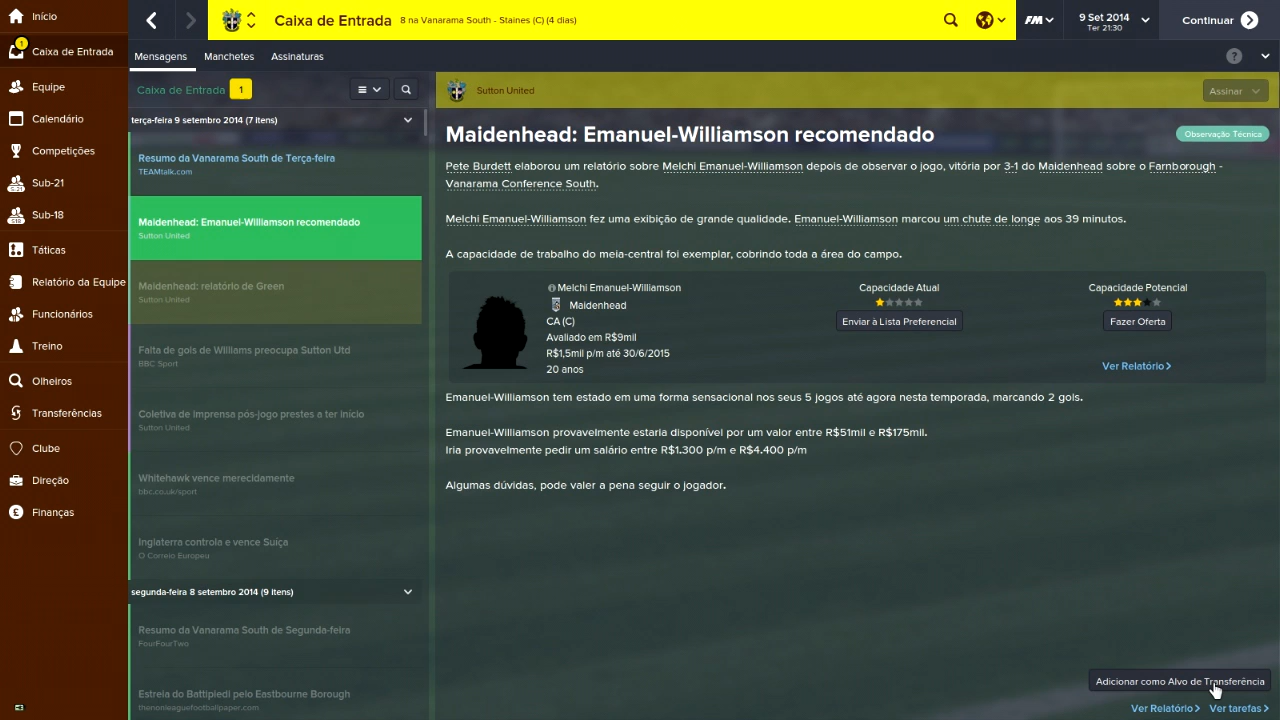 Início
1
Caixa de Entrada
Equipe
Calendário
Competições
Sub-21
Sub-18
Táticas
Relatório da Equipe
Funcionários
Treino
Olheiros
Transferências
Clube
Direção
Finanças
Caixa de Entrada
8 na Vanarama South - Staines (C) (4 dias)
FM
9 Set 2014
Ter 21:30
Continuar
Mensagens
Manchetes
Assinaturas
?
Caixa de Entrada
1
terça-feira 9 setembro 2014 (7 itens)
Resumo da Vanarama South de Terça-feira
TEAMtalk.com
Maidenhead: Emanuel-Williamson recomendado
Sutton United
Maidenhead: relatório de Green
Sutton United
Falta de gols de Williams preocupa Sutton Utd
BBC Sport
Coletiva de imprensa pós-jogo prestes a ter início
Sutton United
Whitehawk vence merecidamente
bbc.co.uk/sport
Inglaterra controla e vence Suíça
O Correio Europeu
segunda-feira 8 setembro 2014 (9 itens)
Resumo da Vanarama South de Segunda-feira
FourFourTwo
Estreia do Battipiedi pelo Eastbourne Borough
thenonleaguefootballpaper.com
Sutton United
Assinar
Maidenhead: Emanuel-Williamson recomendado
Observação Técnica
Pete Burdett elaborou um relatório sobre Melchi Emanuel-Williamson depois de observar o jogo, vitória por 3-1 do Maidenhead sobre o Farnborough -
Vanarama Conference South.
Melchi Emanuel-Williamson fez uma exibição de grande qualidade. Emanuel-Williamson marcou um chute de longe aos 39 minutos.
A capacidade de trabalho do meia-central foi exemplar, cobrindo toda a área do campo.
Melchi Emanuel-Williamson
Maidenhead
CA (C)
Avaliado em R$9mil
R$1,5mil p/m até 30/6/2015
20 anos
Capacidade Atual
Enviar à Lista Preferencial
Capacidade Potencial
Fazer Oferta
Ver Relatório
Emanuel-Williamson tem estado em uma forma sensacional nos seus 5 jogos até agora nesta temporada, marcando 2 gols.
Emanuel-Williamson provavelmente estaria disponível por um valor entre R$51mil e R$175mil.
Iria provavelmente pedir um salário entre R$1.300 p/m e R$4.400 p/m
Algumas dúvidas, pode valer a pena seguir o jogador.
Adicionar como Alvo de Transferência
Ver Relatório
Ver tarefas